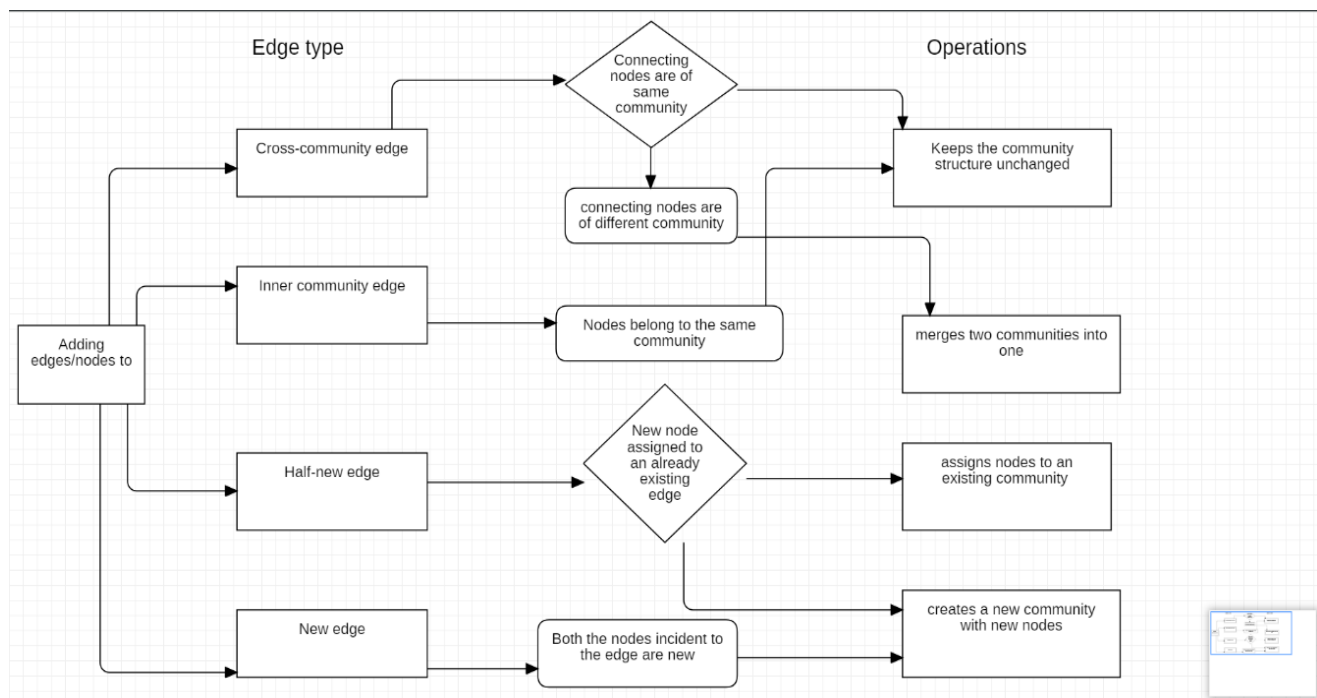 Edge type
Operations
Connecting
nodes are of
same
community
Cross-community edge
Keeps the community
structure unchanged
connecting nodes are
of different community
Inner community edge
Nodes belong to the same
community
merges two communities into
one
Adding
edges/nodes to
New node
assigned to
an already
existing
edge
Half-new edge
assigns nodes to an
existing community
New edge
Both the nodes incident to
the edge are new
creates a new community
with new nodes